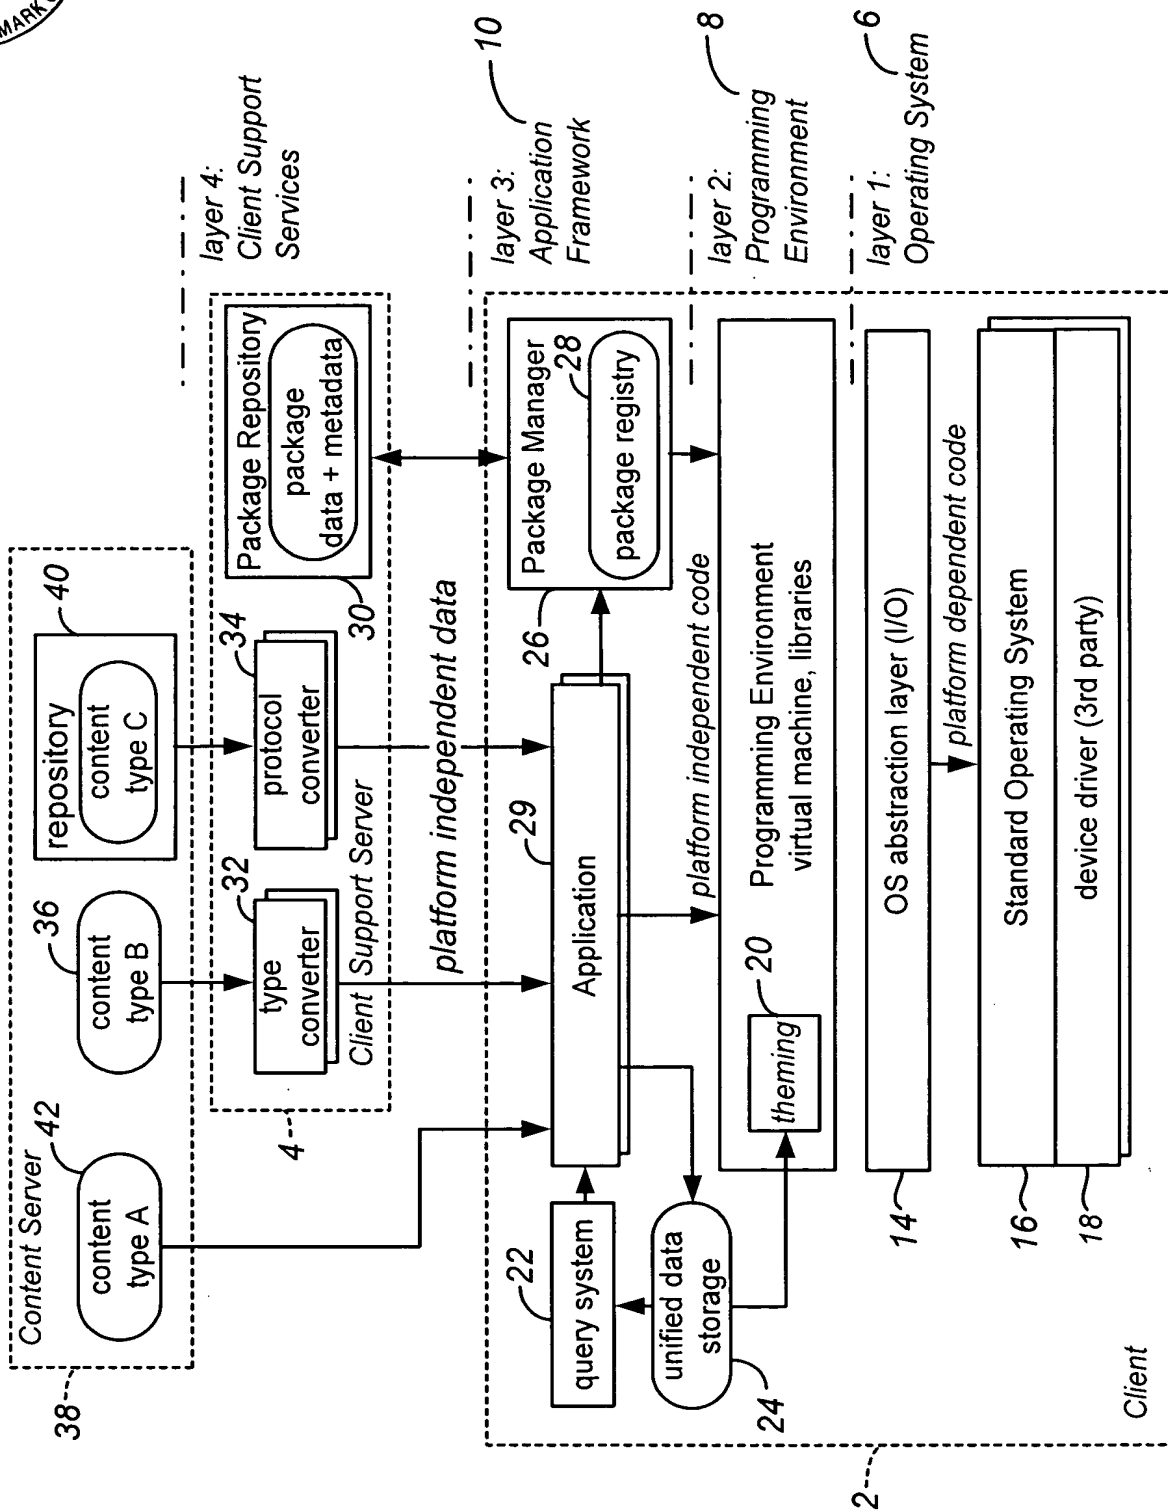 MARK
Content Server
38
42
content
type A
36
content
type B
40
repository
content
type C
layer 4:
Client Support
Services
4
32
type
converter
34
protocol
converter
Client Support Server
Package Repository
package
data + metadata
30
platform independent data
layer 3:
Application
Framework
10
22
query system
29
Application
26
Package Manager
28
package registry
unified data
storage
24
platform independent code
layer 2:
Programming
Environment
8
20
theming
Programming Environment
virtual machine, libraries
layer 1:
Operating System
6
14
OS abstraction layer (I/O)
platform dependent code
16
Standard Operating System
18
device driver (3rd party)
Client
2